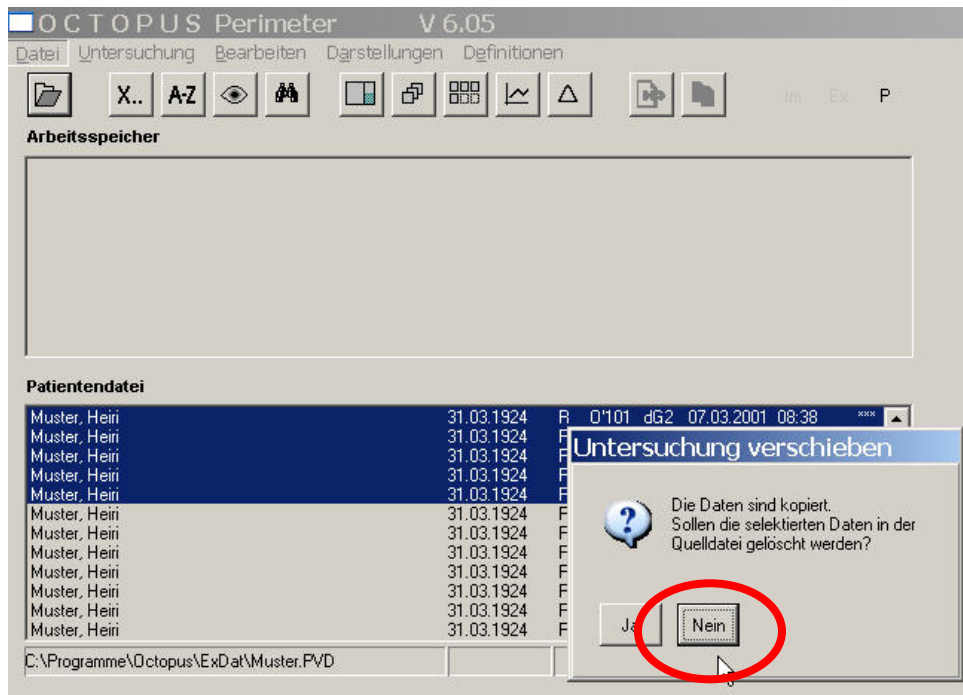 OCTOPUS Perimeter V 6.05
Datei Untersuchung Bearbeiten Darstellungen Definitionen
X.. A-Z Im Ex P
Arbeitsspeicher
Patientendatei
Muster, Heiri 31.03.1924 R O'101 dG2 07.03.2001 08:38 ***
Muster, Heiri 31.03.1924
Muster, Heiri 31.03.1924
Muster, Heiri 31.03.1924
Muster, Heiri 31.03.1924
Muster, Heiri 31.03.1924
Muster, Heiri 31.03.1924
Muster, Heiri 31.03.1924
Muster, Heiri 31.03.1924
Muster, Heiri 31.03.1924
Muster, Heiri 31.03.1924
Muster, Heiri 31.03.1924
C:\Programme\Octopus\ExDat\Muster.PVD
Untersuchung verschieben
Die Daten sind kopiert.
Sollen die selektierten Daten in der
Quelldatei gelöscht werden?
Ja Nein